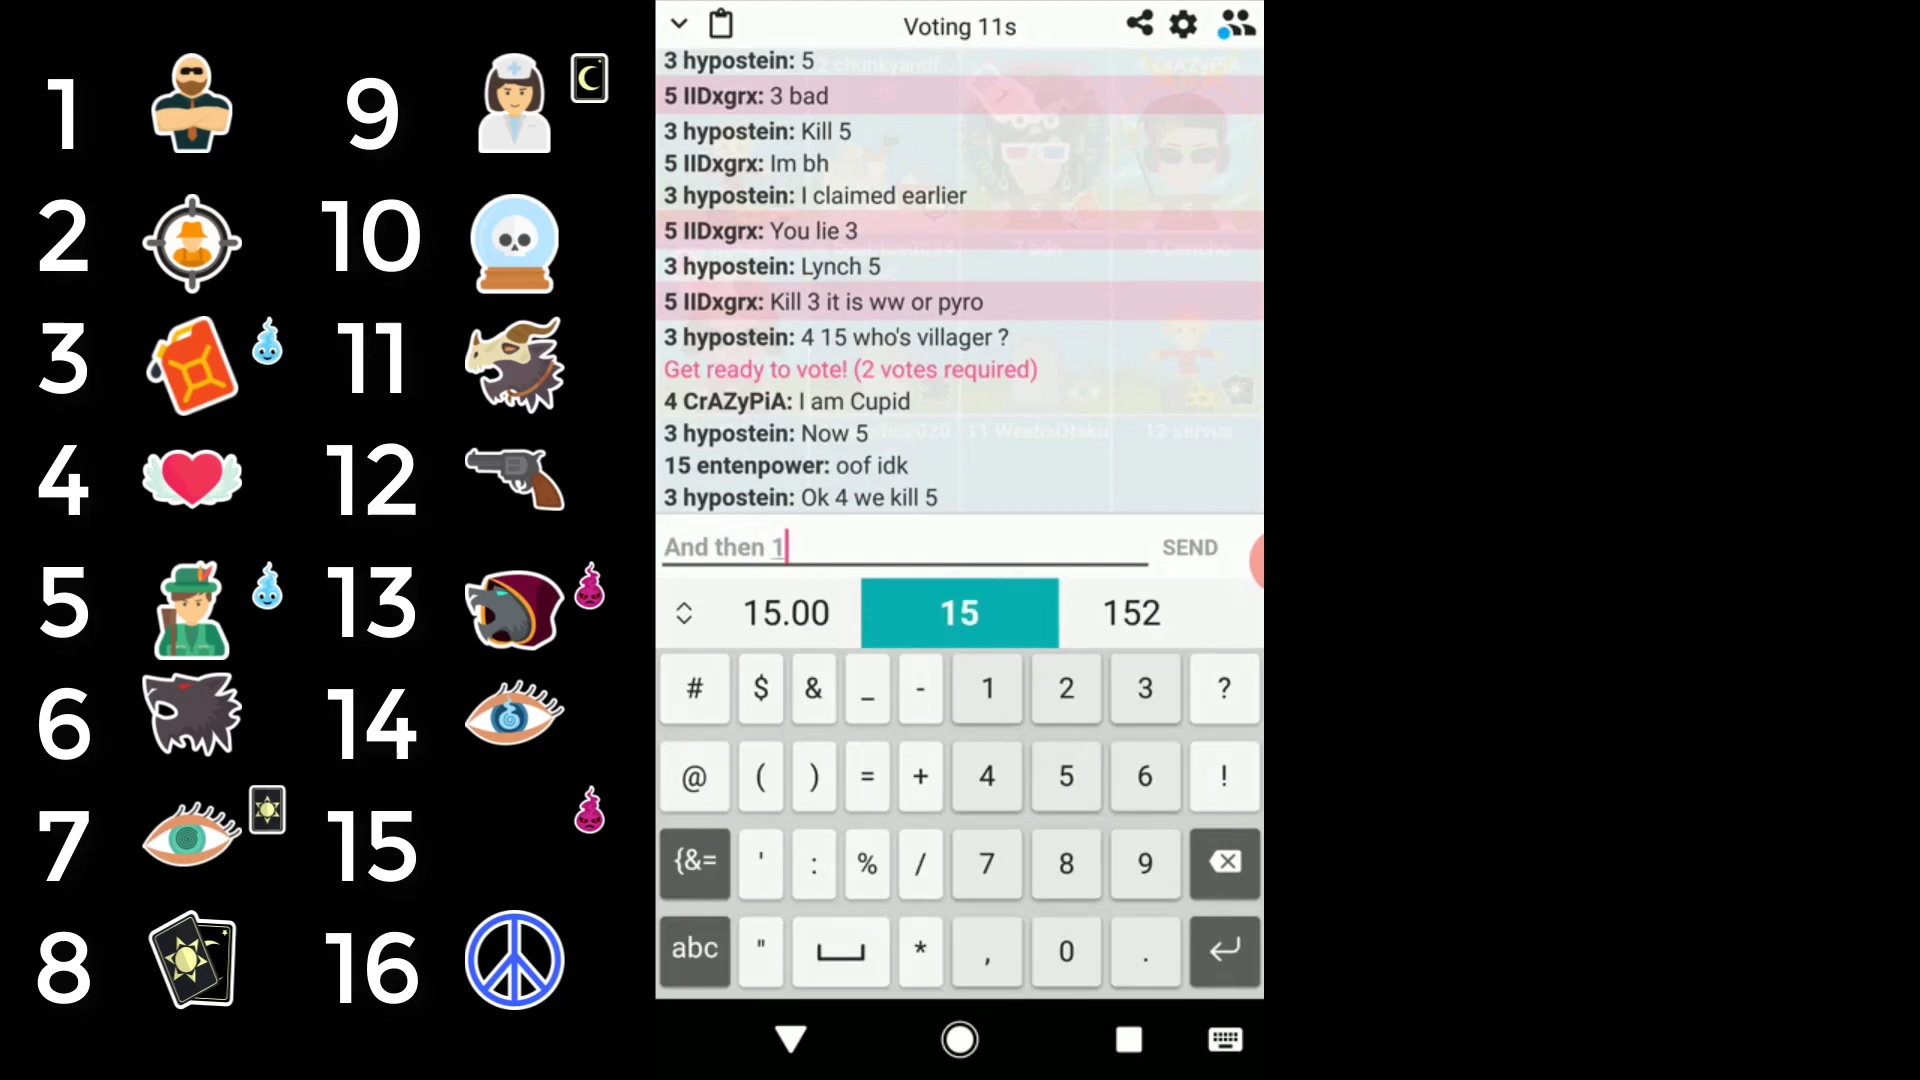 1
2
3
4
5
6
7
8
9
10
11
12
13
14
15
16
Voting 11s
3 hypostein: 5
5 IIDxgrx: 3 bad
3 hypostein: Kill 5
5 IIDxgrx: Im bh
3 hypostein: I claimed earlier
5 IIDxgrx: You lie 3
3 hypostein: Lynch 5
5 IIDxgrx: Kill 3 it is ww or pyro
3 hypostein: 4 15 who's villager ?
Get ready to vote! (2 votes required)
4 CrAZyPiA: I am Cupid
3 hypostein: Now 5
15 entenpower: oof idk
3 hypostein: Ok 4 we kill 5
And then 1 SEND
15.00 15 152
# $ & _ - 1 2 3 ?
@ ( ) = + 4 5 6 !
{&= ' : % / 7 8 9
abc " * , 0 .